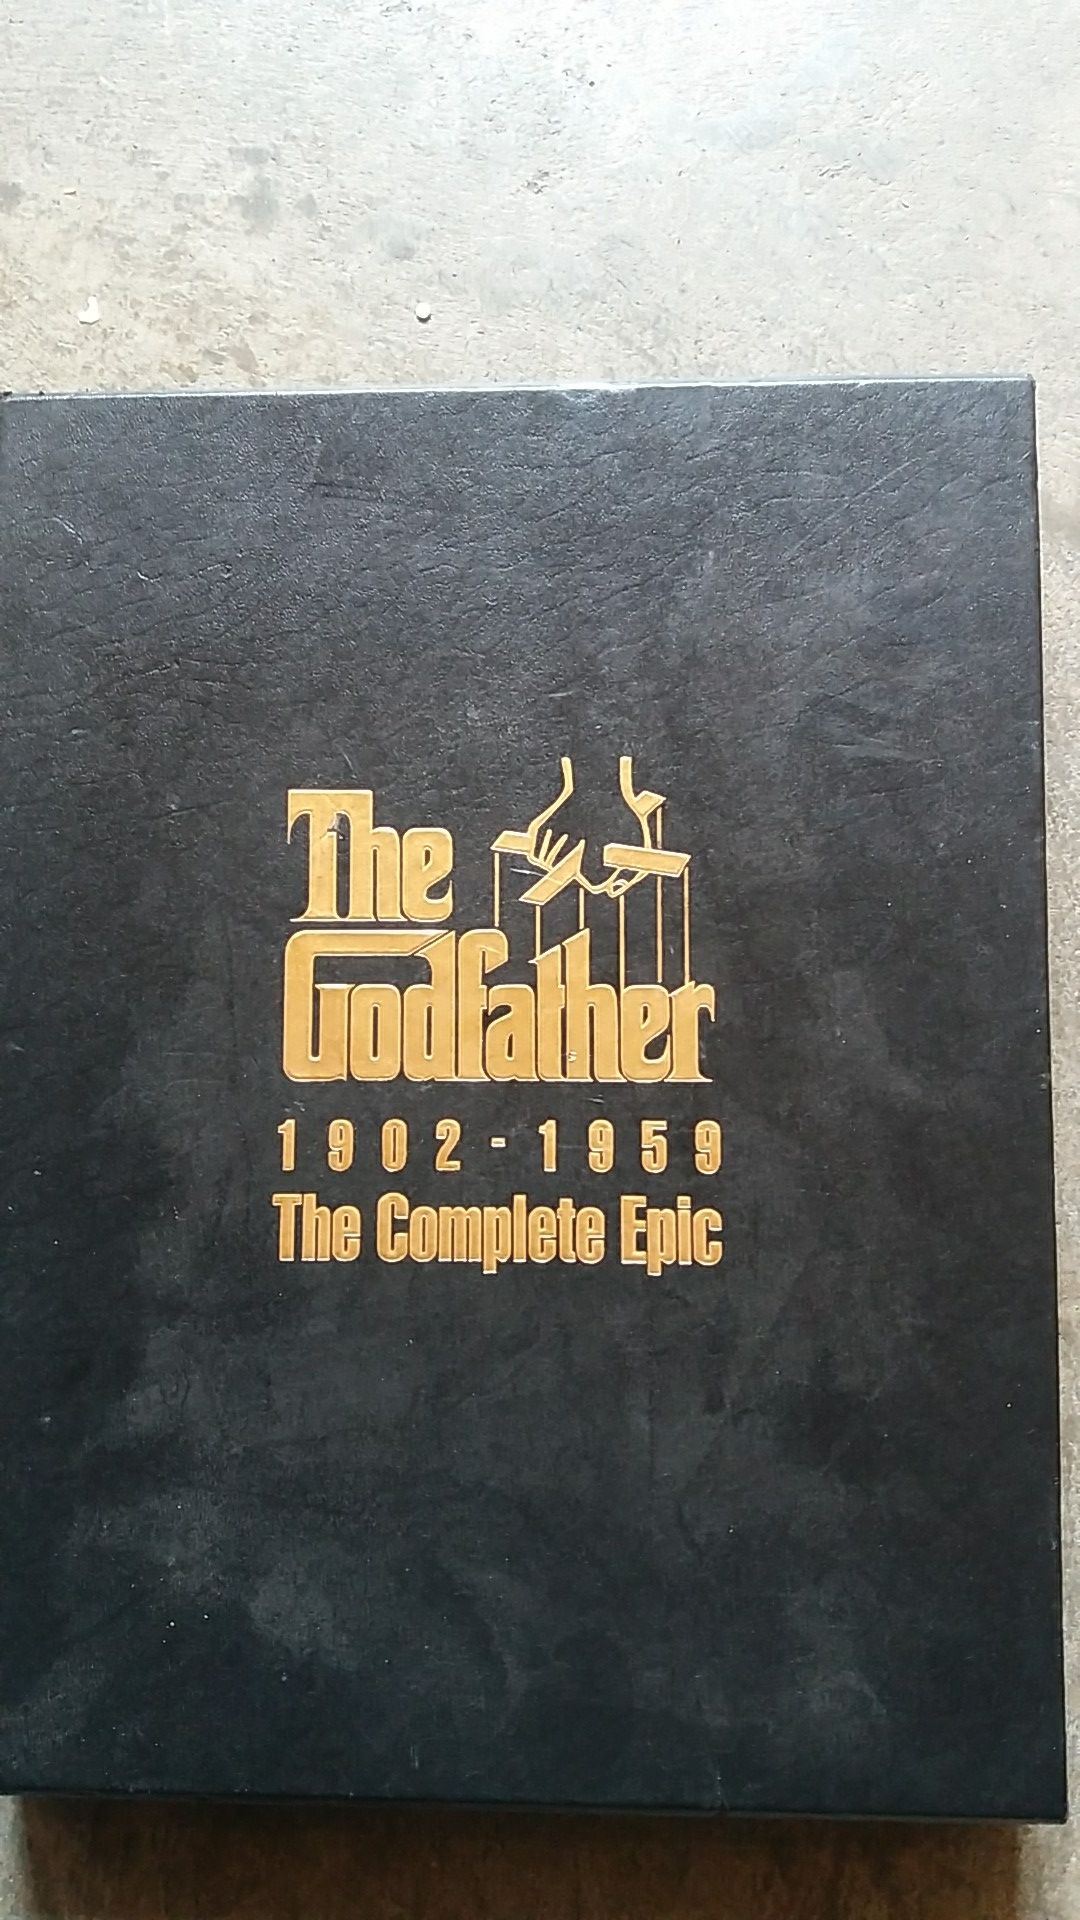 The
Godfather
1902-1959
The Complete Epic